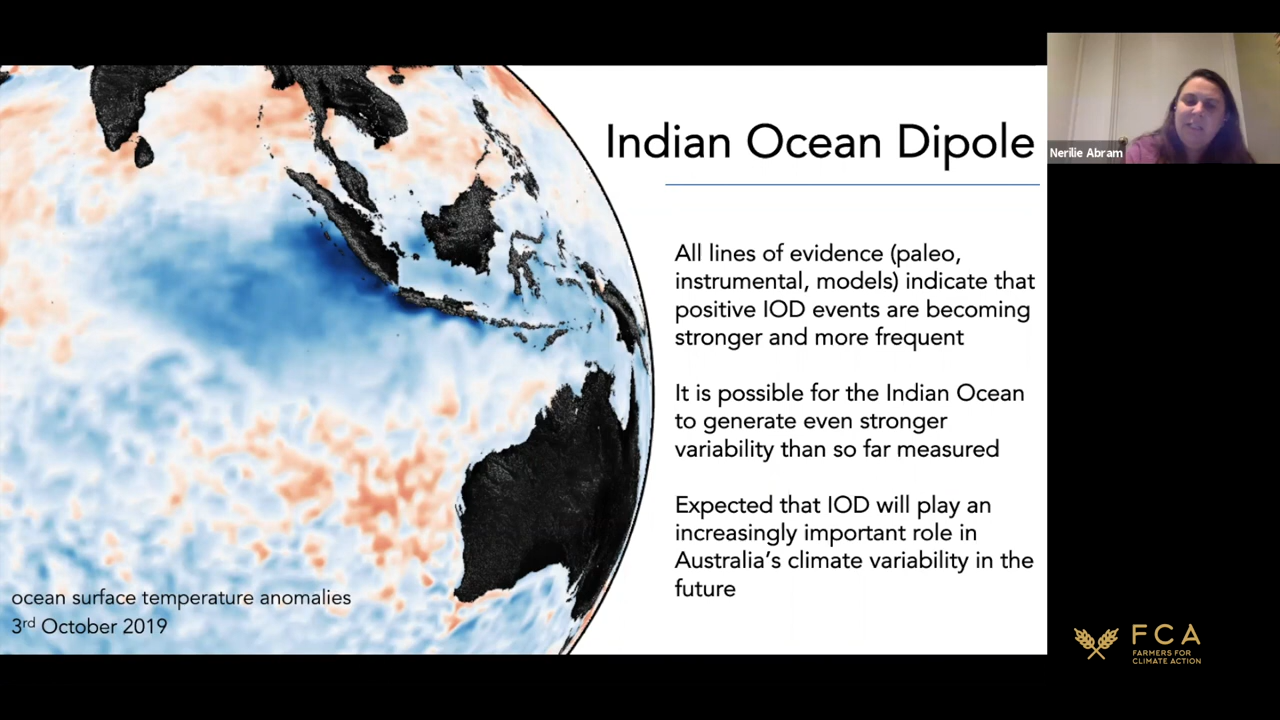 Indian Ocean Dipole
Nerilie Abram
All lines of evidence (paleo,
instrumental, models) indicate that
positive IOD events are becoming
stronger and more frequent
It is possible for the Indian Ocean
to generate even stronger
variability than so far measured
Expected that IOD will play an
increasingly important role in
Australia's climate variability in the
future
ocean surface temperature anomalies
3rd October 2019
FCA
FARMERS FOR
CLIMATE ACTION